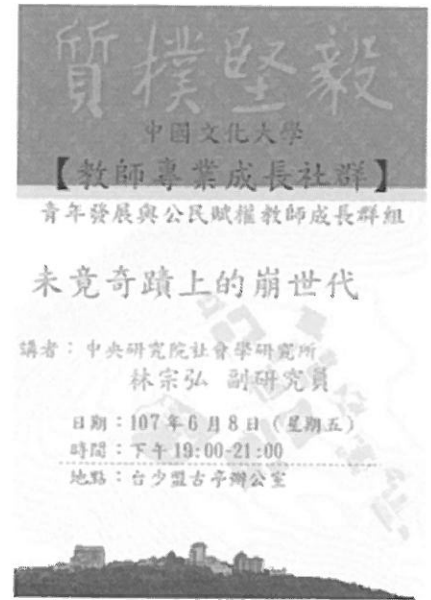 質樸堅毅
中國文化大學
【教師專業成長社群】
青年發展與公民賦權教師成長群組
未竟奇蹟上的崩世代
講者：中央研究院社會學研究所
林宗弘 副研究員
日期：107年6月8日（星期五）
時間：下午19:00-21:00
地點：台少盟古亭辦公室